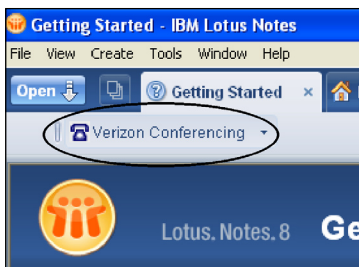 Getting Started - IBM Lotus Notes
File View Create Tools Window Help
Open Getting Started ×
Verizon Conferencing
Lotus. Notes. 8 Ge